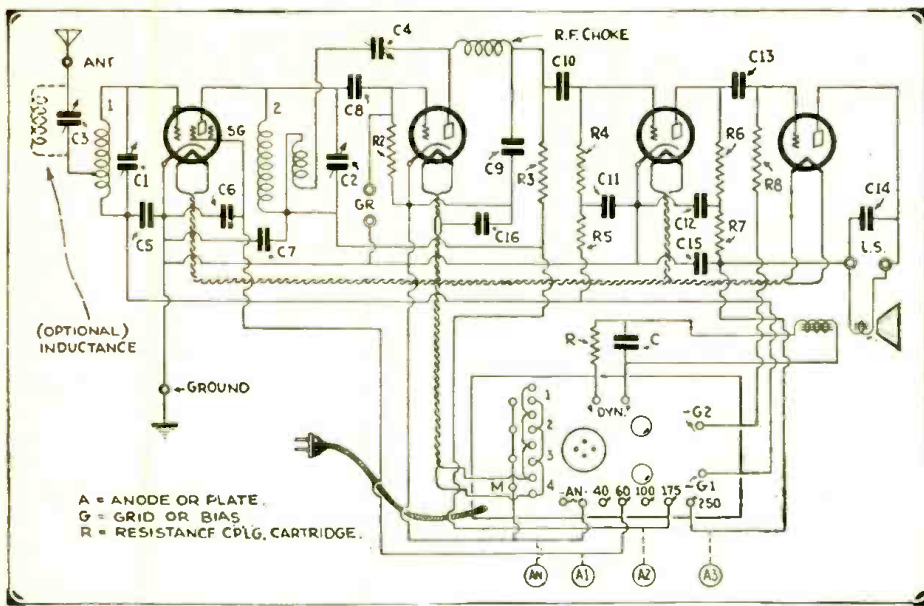 C4
R.F. CHOKE
C10
C13
ANT
C3
1
C1
SG
2
C8
R2
C2
GR
C9
R3
R4
C11
R5
C12
R6
R7
R8
C14
C5
C6
C7
C16
C15
L.S.
(OPTIONAL)
INDUCTANCE
GROUND
R
C
DYN.
1
2
3
4
M
-G2
-G1
-AN-
40
60
100
175
250
A = ANODE OR PLATE.
G = GRID OR BIAS
R = RESISTANCE CPLG. CARTRIDGE.
AN
A1
A2
A3